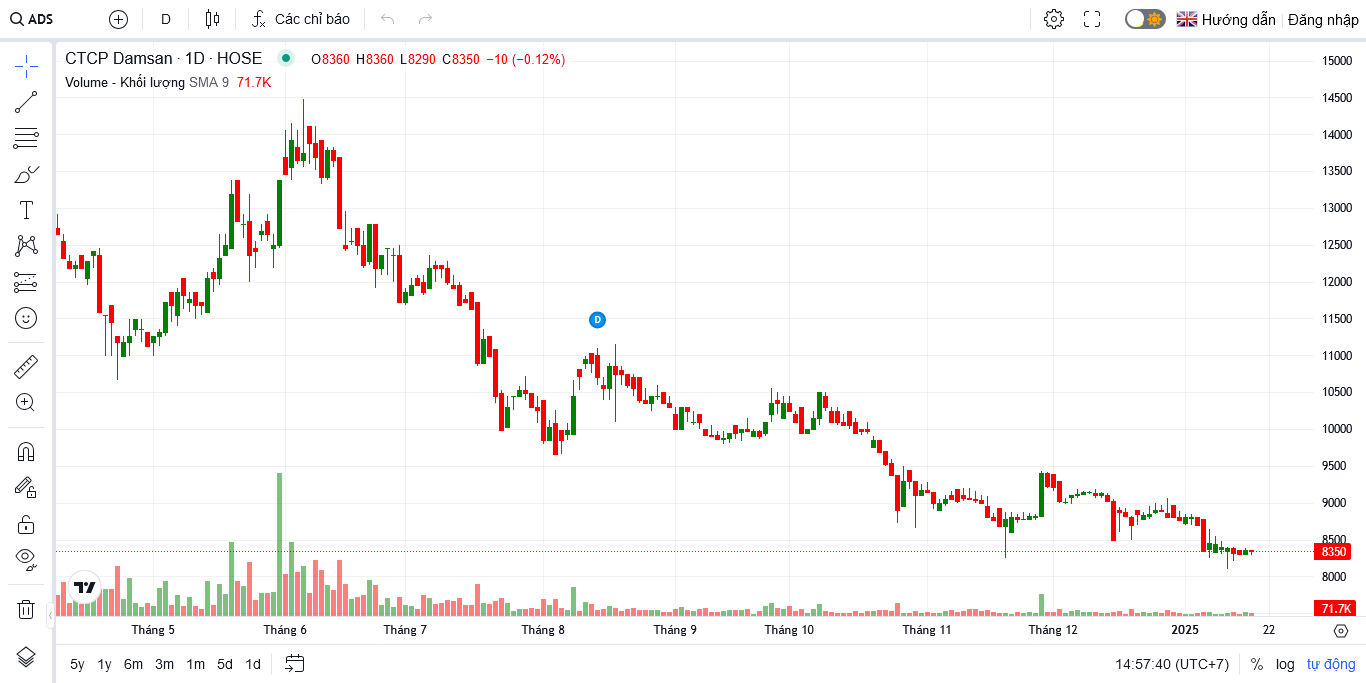 ADS D Các chỉ báo Hướng dẫn Đăng nhập
CTCP Damsan · 1D · HOSE O8360 H8360 L8290 C8350 −10 (−0.12%)
Volume - Khối lượng SMA 9 71.7K
15000
14500
14000
13500
13000
12500
12000
11500
11000
10500
10000
9500
9000
8500
8350
8000
71.7K
D
Tháng 5 Tháng 6 Tháng 7 Tháng 8 Tháng 9 Tháng 10 Tháng 11 Tháng 12 2025 22
5y 1y 6m 3m 1m 5d 1d 14:57:40 (UTC+7) % log tự động